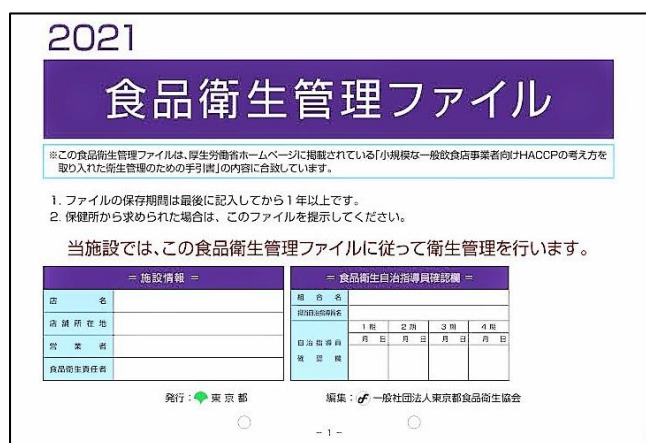 2021
食品衛生管理ファイル
※この食品衛生管理ファイルは、厚生労働省ホームページに掲載されている「小規模な一般飲食店事業者向けHACCPの考え方を
取り入れた衛生管理のための手引書」の内容に合致しています。
1. ファイルの保存期間は最後に記入してから1年以上です。
2. 保健所から求められた場合は、このファイルを提示してください。
当施設では、この食品衛生管理ファイルに従って衛生管理を行います。
= 施設情報 =
店 名
店舗所在地
営業者
食品衛生責任者
= 食品衛生自治指導員確認欄 =
組合名
担当自治指導員名
自治指導員
確認欄
1期 2期 3期 4期
月 日 月 日 月 日 月 日
発行: 東京都
編集: 一般社団法人東京都食品衛生協会
- 1 -